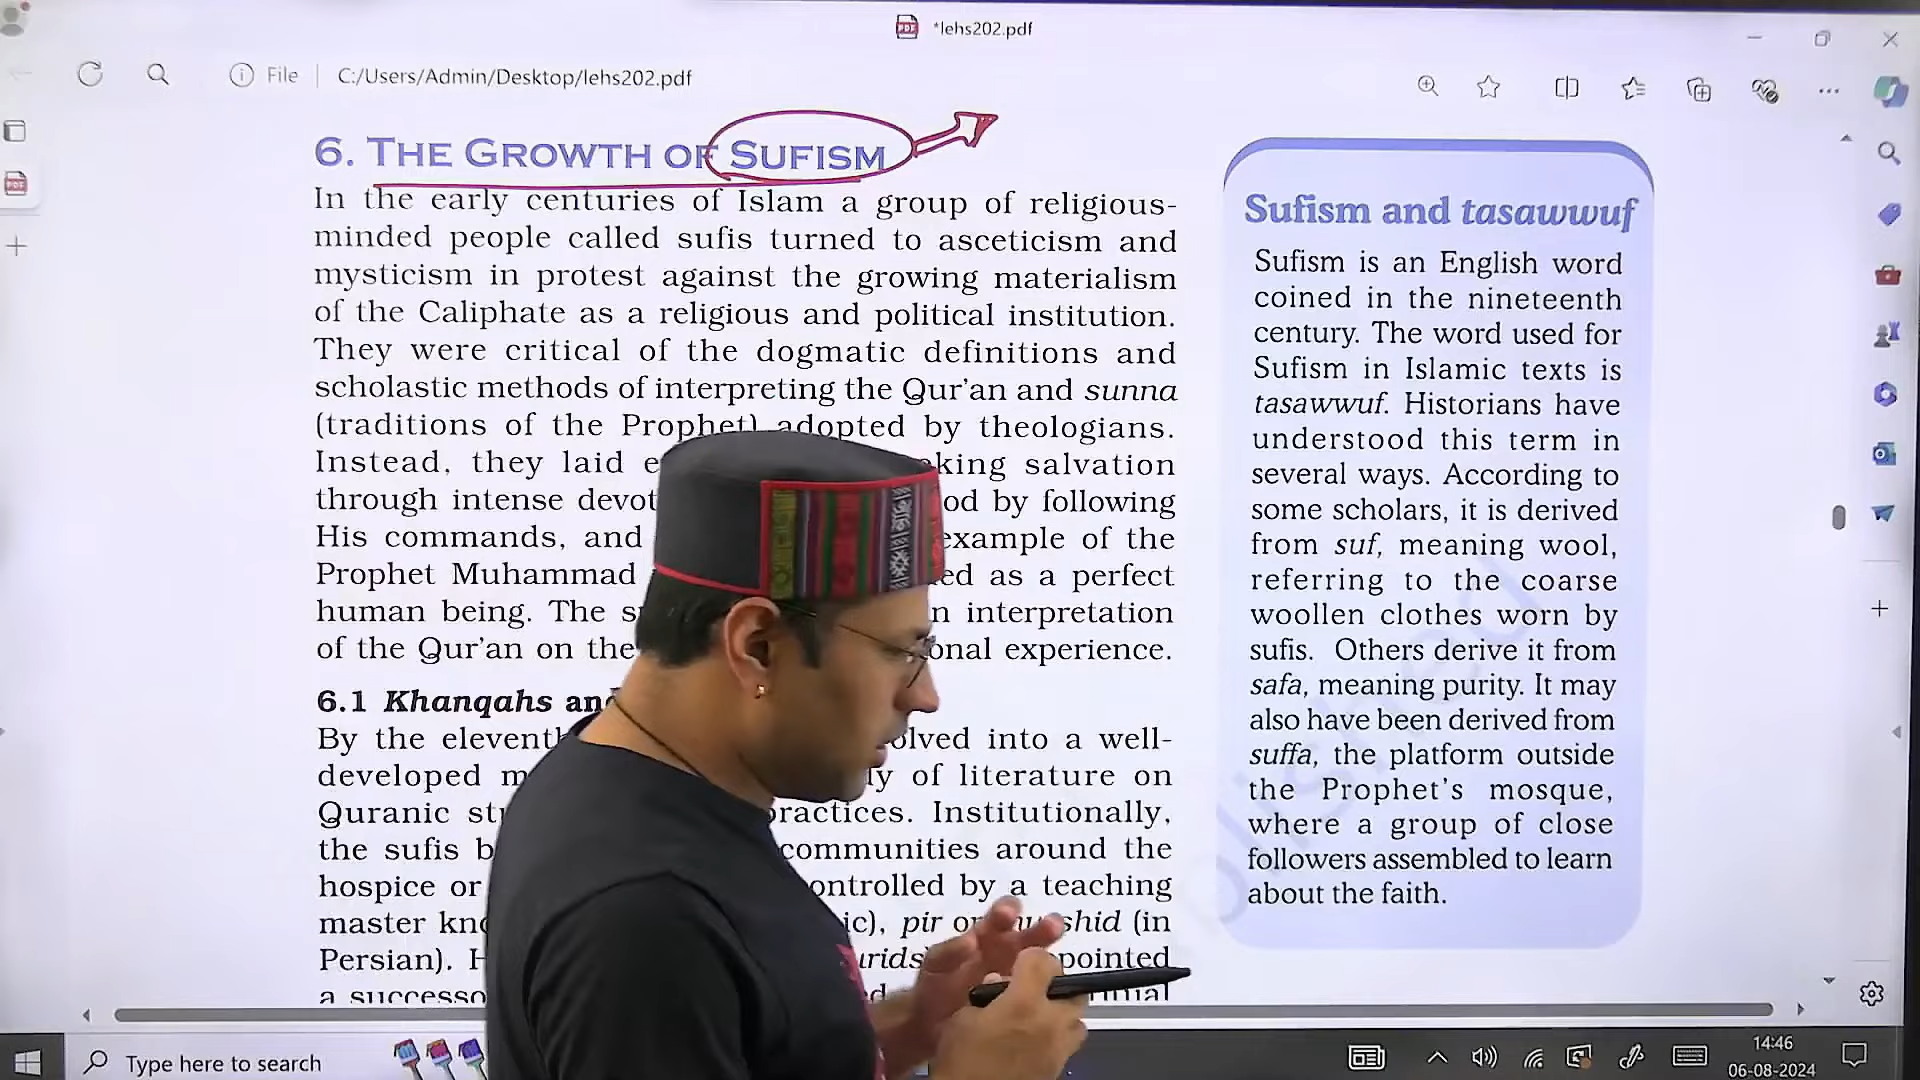 *lehs202.pdf
File
C:/Users/Admin/Desktop/lehs202.pdf
6. THE GROWTH OF SUFISM
In the early centuries of Islam a group of religious-
minded people called sufis turned to asceticism and
mysticism in protest against the growing materialism
of the Caliphate as a religious and political institution.
They were critical of the dogmatic definitions and
scholastic methods of interpreting the Qur'an and sunna
(traditions of the Prophet) adopted by theologians.
Instead, they laid king salvation
through intense by following
His commands, and example of the
Prophet Muhammad as a perfect
human being. The interpretation
of the Qur'an on the experience.
6.1 Khanqahs
By the into a well-
developed of literature on
Quranic practices. Institutionally,
the sufis communities around the
hospice or controlled by a teaching
master pir or (in
Persian).
a
Sufism and tasawwuf
Sufism is an English word
coined in the nineteenth
century. The word used for
Sufism in Islamic texts is
tasawwuf. Historians have
understood this term in
several ways. According to
some scholars, it is derived
from suf, meaning wool,
referring to the coarse
woollen clothes worn by
sufis. Others derive it from
safa, meaning purity. It may
also have been derived from
suffa, the platform outside
the Prophet's mosque,
where a group of close
followers assembled to learn
about the faith.
Type here to search
14:46
06-08-2024